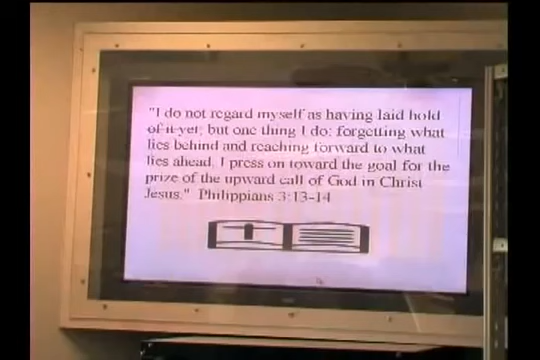 "I do not regard myself as having laid hold
of it yet; but one thing I do: forgetting what
lies behind and reaching forward to what
lies ahead, I press on toward the goal for the
prize of the upward call of God in Christ
Jesus." Philippians 3:13-14